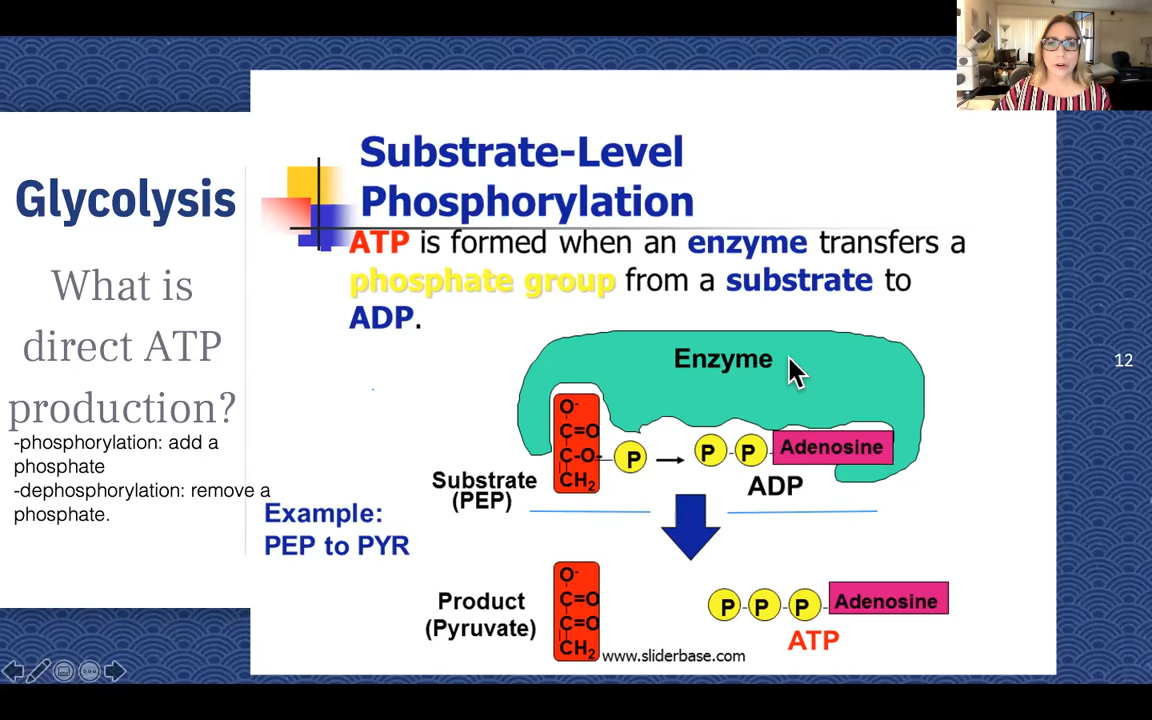 Glycolysis
What is
direct ATP
production?
-phosphorylation: add a
phosphate
-dephosphorylation: remove a
phosphate.
Substrate-Level
Phosphorylation
ATP is formed when an enzyme transfers a
phosphate group from a substrate to
ADP.
Enzyme
O-
C=O
C-O-
CH2
P
P P Adenosine
Substrate
(PEP)
ADP
Example:
PEP to PYR
Product
(Pyruvate)
O-
C=O
C=O
CH2
P-P-P-Adenosine
ATP
www.sliderbase.com
12